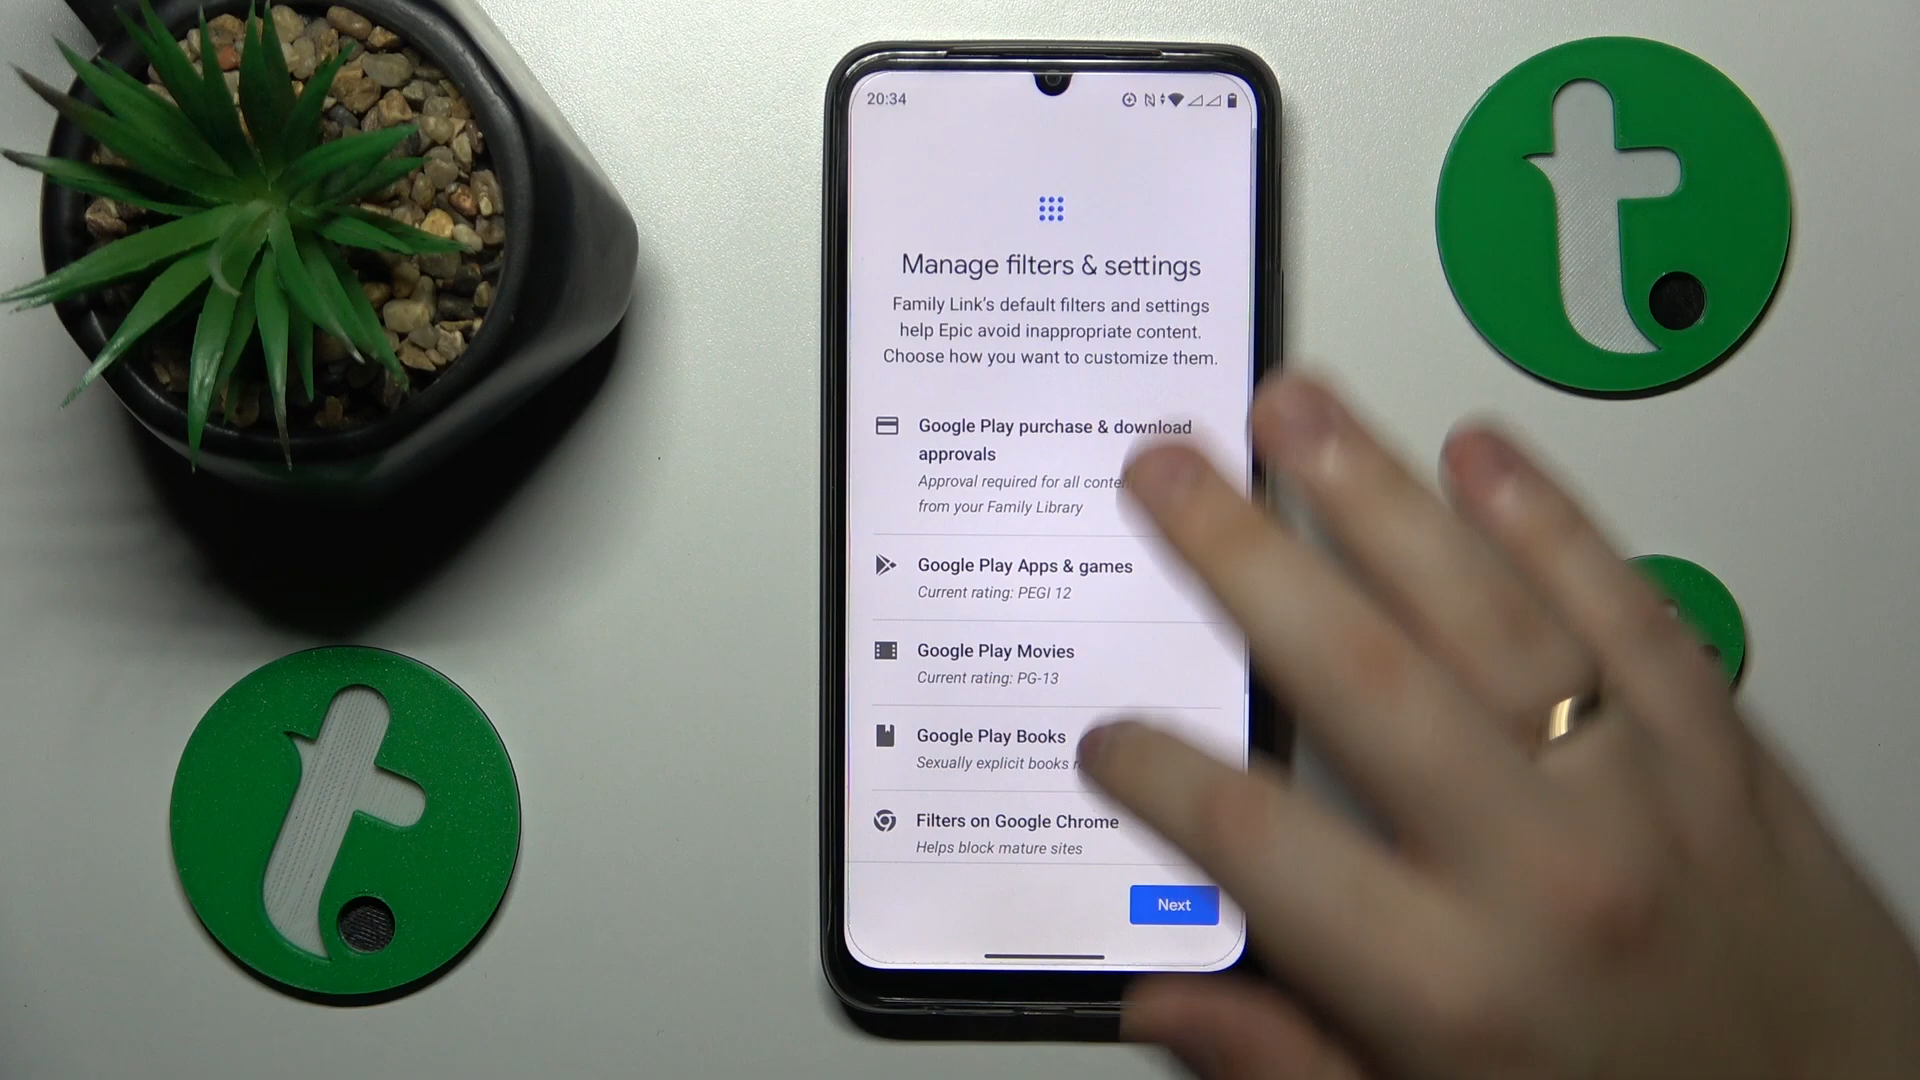 20:34
Manage filters & settings
Family Link's default filters and settings
help Epic avoid inappropriate content.
Choose how you want to customize them.
Google Play purchase & download
approvals
Approval required for all
from your Family Library
Google Play Apps & games
Current rating: PEGI 12
Google Play Movies
Current rating: PG-13
Google Play Books
Sexually explicit books
Filters on Google Chrome
Helps block mature sites
Next
t
t